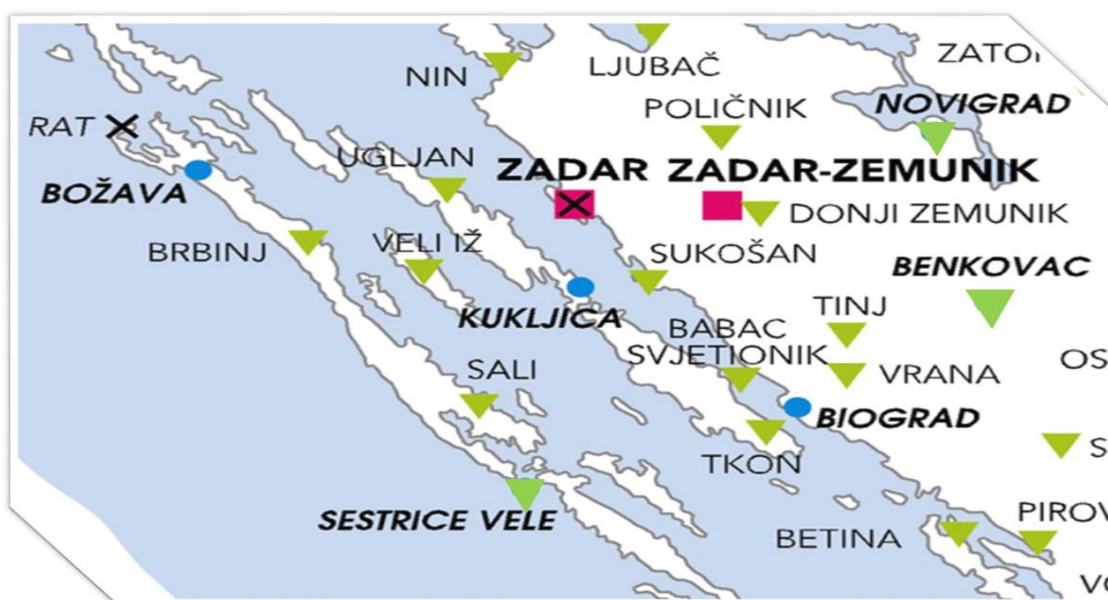 ZATO
NIN
LJUBAČ
POLIČNIK
NOVIGRAD
RAT
UGLJAN
ZADAR
ZADAR-ZEMUNIK
BOŽAVA
DONJI ZEMUNIK
BRBINJ
VELI IŽ
SUKOŠAN
BENKOVAC
TINJ
KUKLJICA
BABAC
SVJETIONIK
OS
SALI
VRANA
BIOGRAD
S
TKON
SESTRICE VELE
PIROV
BETINA
VO